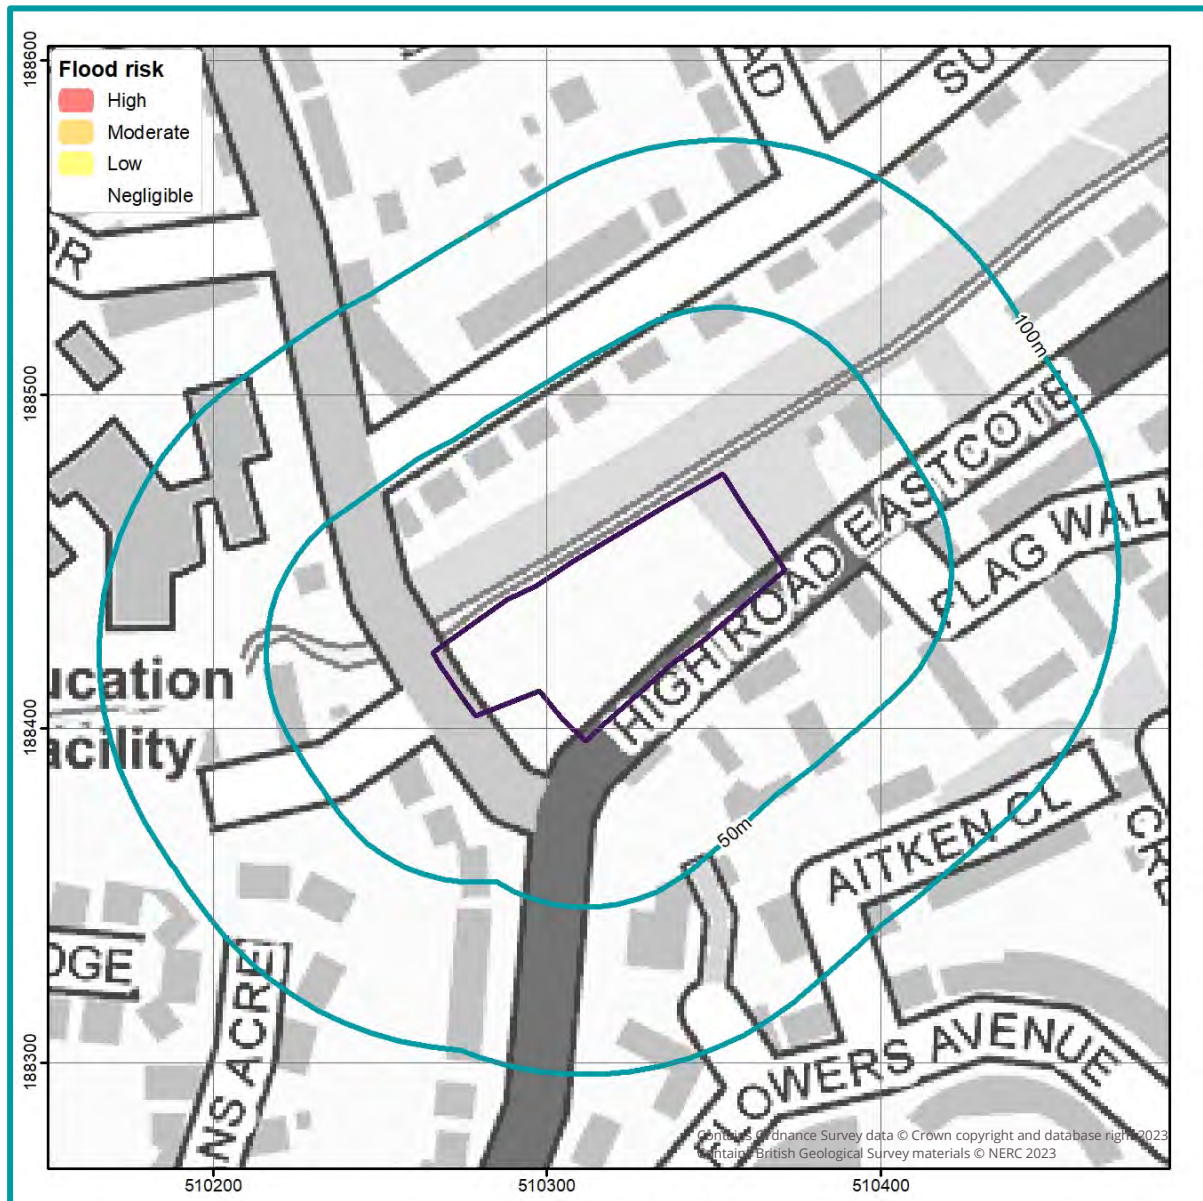 188600
Flood risk
High
Moderate
Low
Negligible
AD
SU
DR
100m
188500
HIGH ROAD EASTCOTE
FLAG WALK
ucation
acility
188400
50m
AITKEN CL
CRE
DGE
NS ACRE
188300
FLOWERS AVENUE
Contains Ordnance Survey data © Crown copyright and database right 2023
Contains British Geological Survey materials © NERC 2023
510200
510300
510400